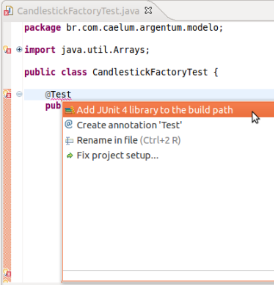 CandlestickFactoryTest.java
package br.com.caelum.argentum.modelo;
import java.util.Arrays;
public class CandlestickFactoryTest {
@Test
pub
Add JUnit 4 library to the build path
Create annotation 'Test'
Rename in file (Ctrl+2 R)
Fix project setup...